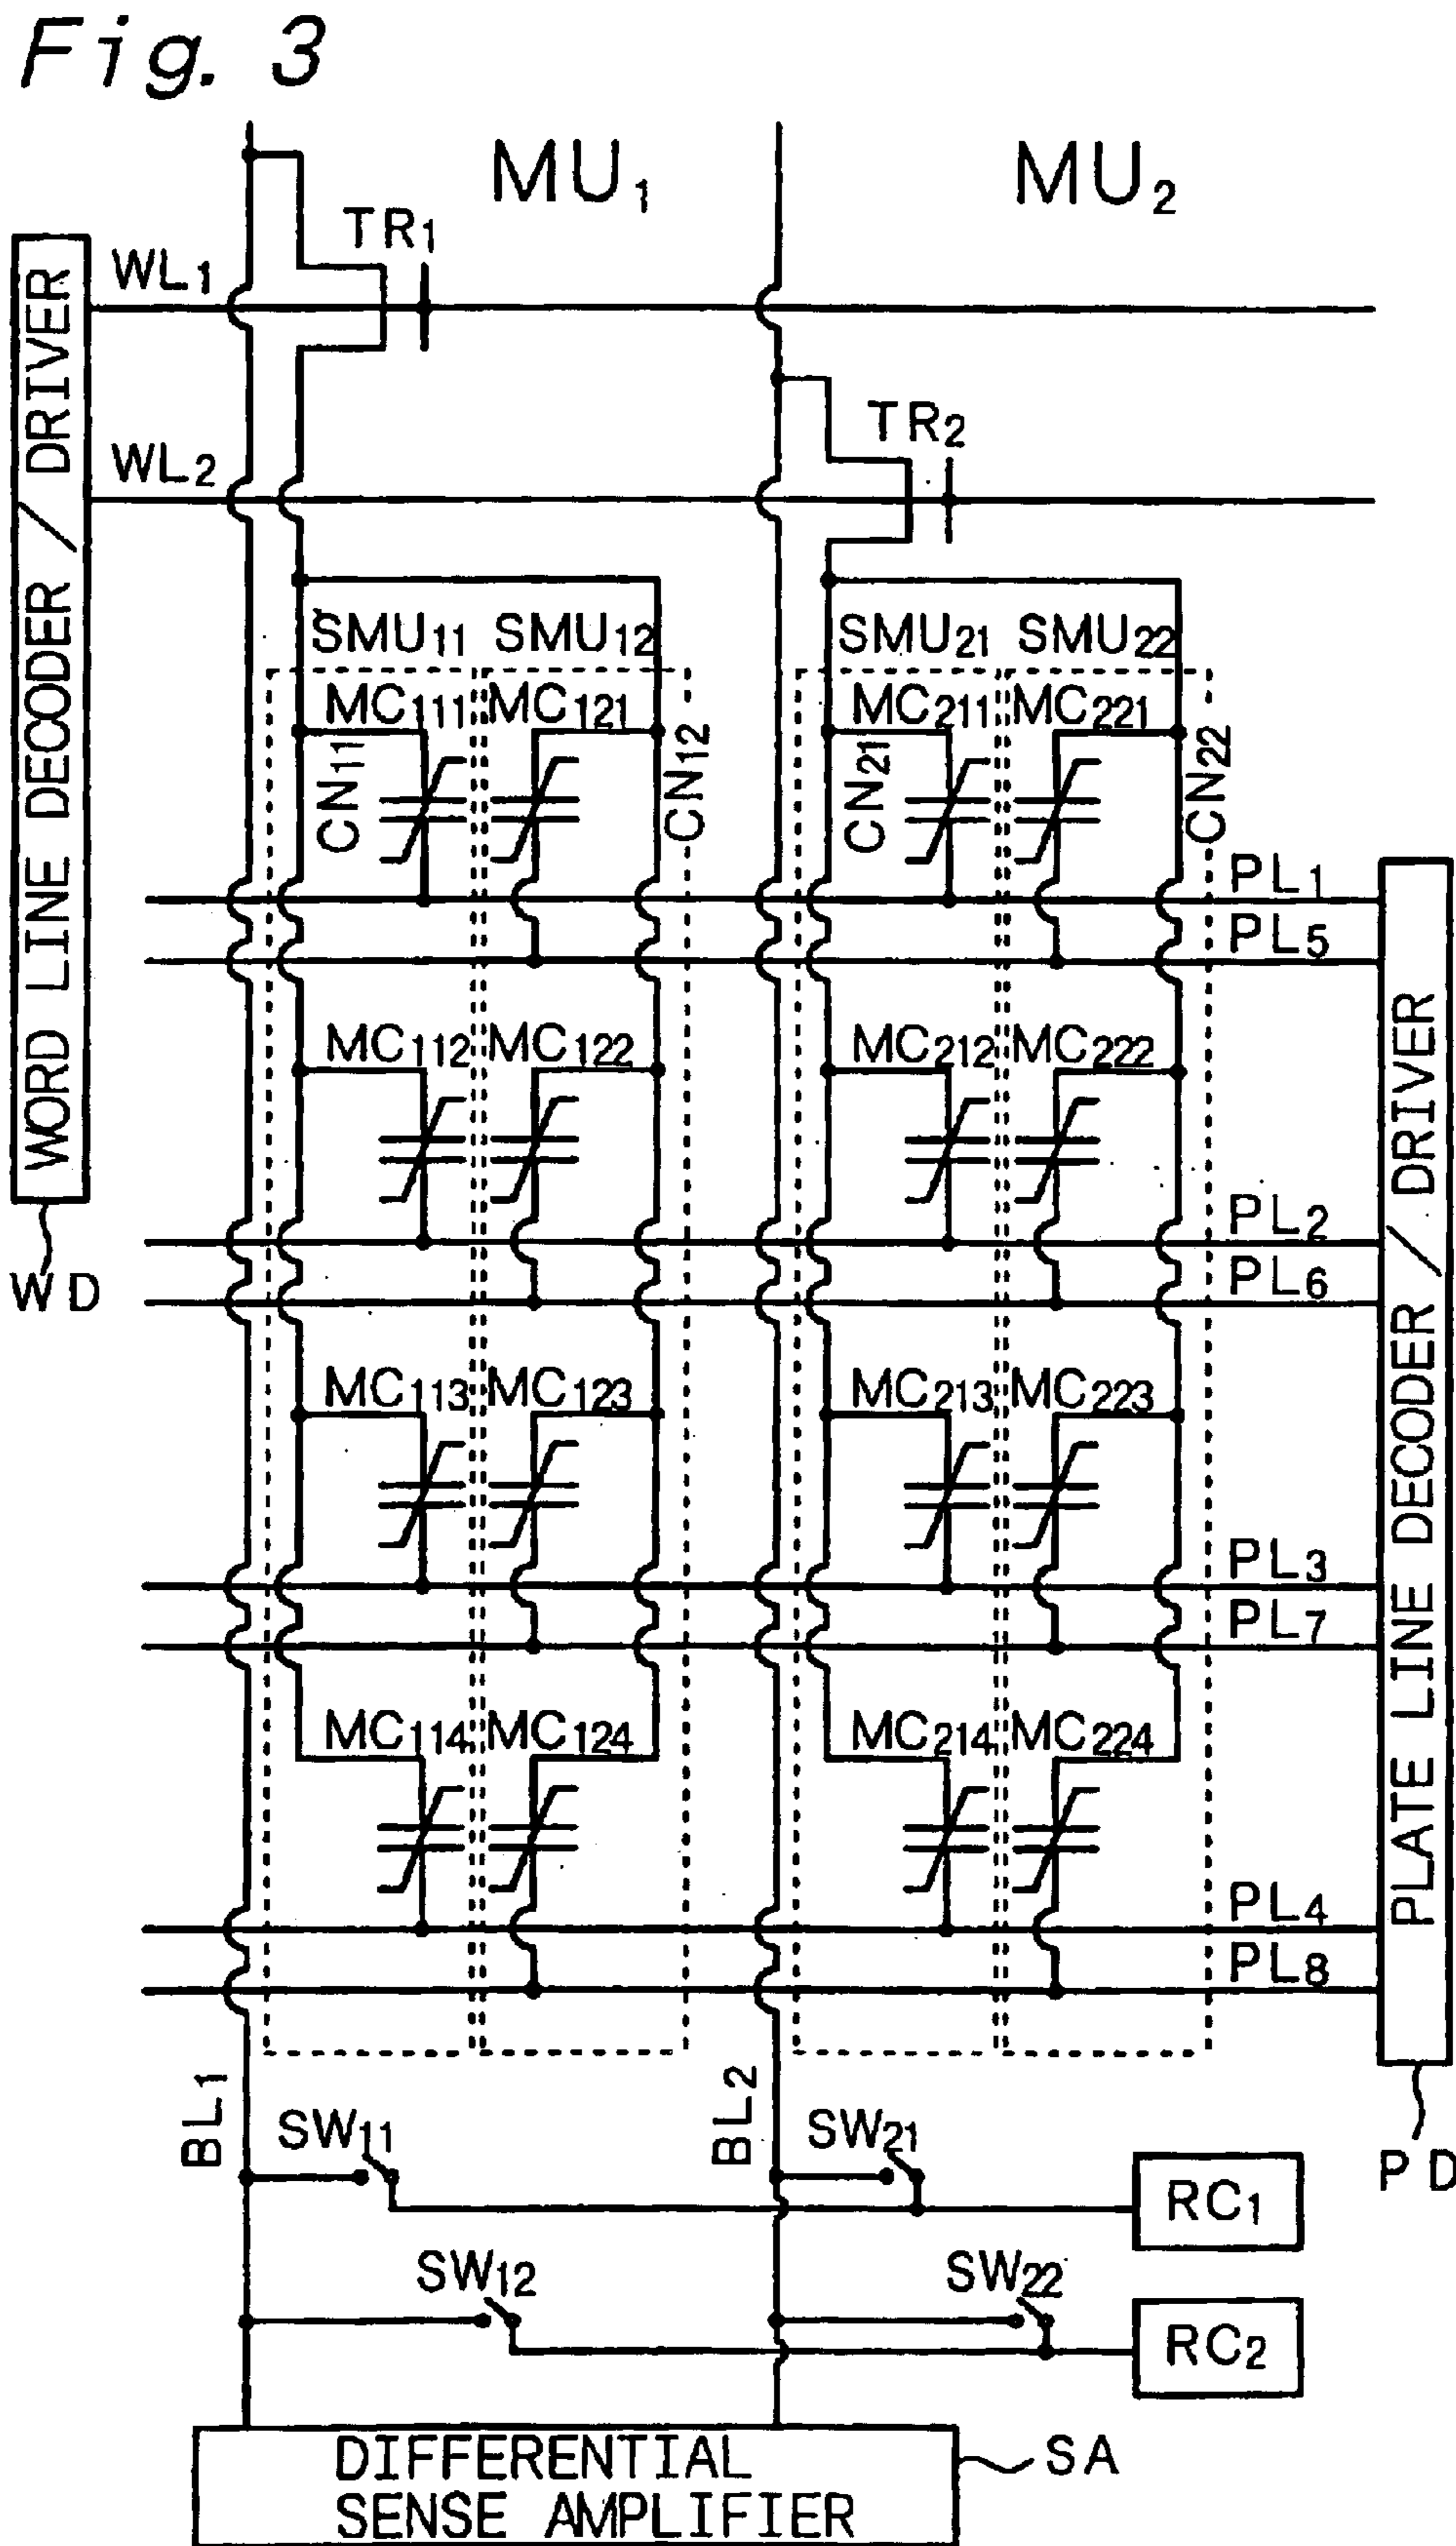 Fig. 3
MU1
MU2
TR1
WL1
TR2
WL2
WORD LINE DECODER / DRIVER
WD
SMU11
SMU12
SMU21
SMU22
MC111
MC121
MC211
MC221
CN11
CN12
CN21
CN22
PL1
PL5
MC112
MC122
MC212
MC222
PL2
PL6
MC113
MC123
MC213
MC223
PL3
PL7
MC114
MC124
MC214
MC224
PL4
PL8
PLATE LINE DECODER / DRIVER
PD
BL1
BL2
SW11
SW21
RC1
SW12
SW22
RC2
DIFFERENTIAL
SENSE AMPLIFIER
SA